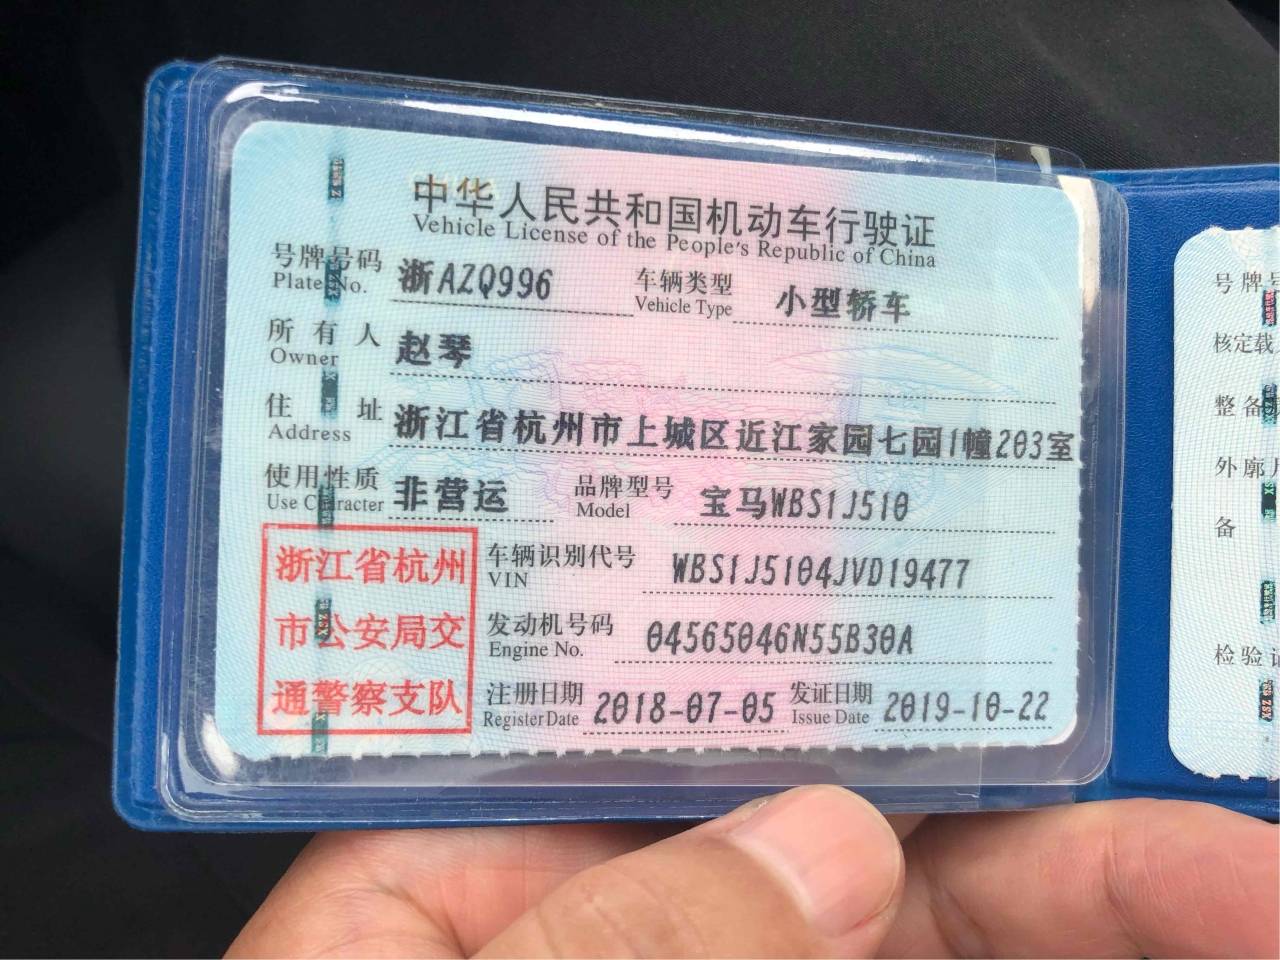 中华人民共和国机动车行驶证
Vehicle License of the People's Republic of China
号牌号码 浙AZQ996 车辆类型 小型轿车
Plate No. Vehicle Type
所有人 赵琴
Owner
住址 浙江省杭州市上城区近江家园七园1幢203室
Address
使用性质 非营运 品牌型号 宝马WBS1J510
Use Character Model
浙江省杭州
市公安局交
通警察支队
车辆识别代号 WBS1J5104JVD19477
VIN
发动机号码 04565046N55B30A
Engine No.
注册日期 2018-07-05 发证日期 2019-10-22
Register Date Issue Date
号牌号
核定载
整备
外廓
备
检验
XSZ